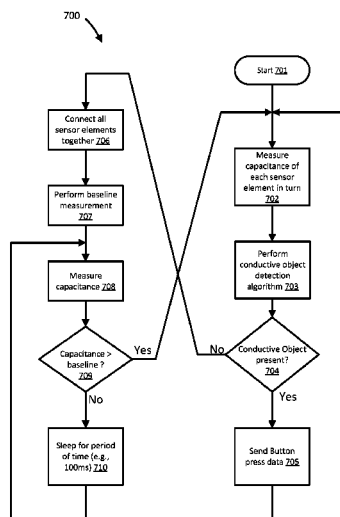 700
Start 701
Connect all
sensor elements
together 706
Perform baseline
measurement
707
Measure
capacitance 708
Capacitance >
baseline ?
709
Yes
No
Sleep for period
of time (e.g.,
100ms) 710
Measure
capacitance of
each sensor
element in turn
702
Perform
conductive object
detection
algorithm 703
Conductive Object
present?
704
No
Yes
Send Button
press data 705